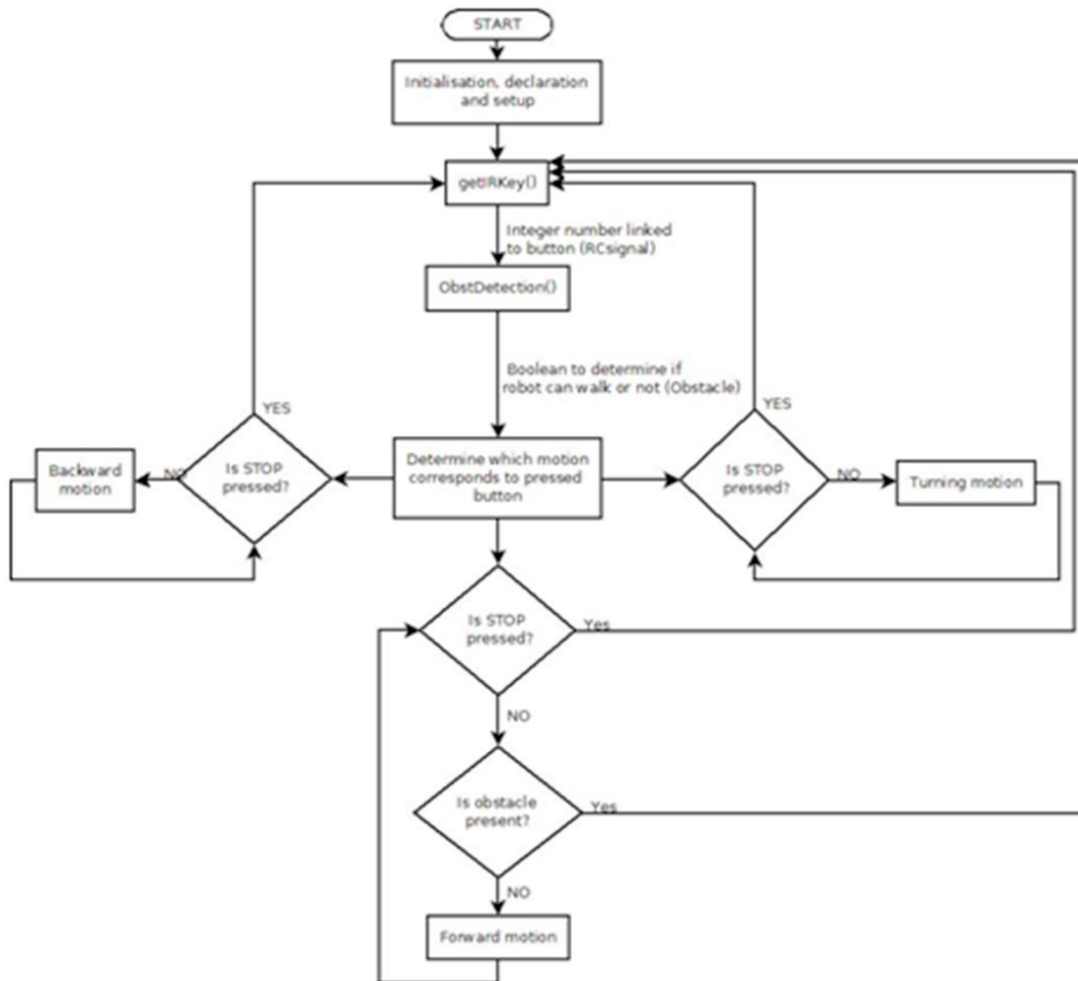 START
Initialisation, declaration
and setup
getIRKey()
Integer number linked
to button (RCsignal)
ObstDetection()
Boolean to determine if
robot can walk or not (Obstacle)
YES
YES
Backward
motion
NO
Is STOP
pressed?
Determine which motion
corresponds to pressed
button
Is STOP
pressed?
NO
Turning motion
Is STOP
pressed?
Yes
NO
Is obstacle
present?
Yes
NO
Forward motion